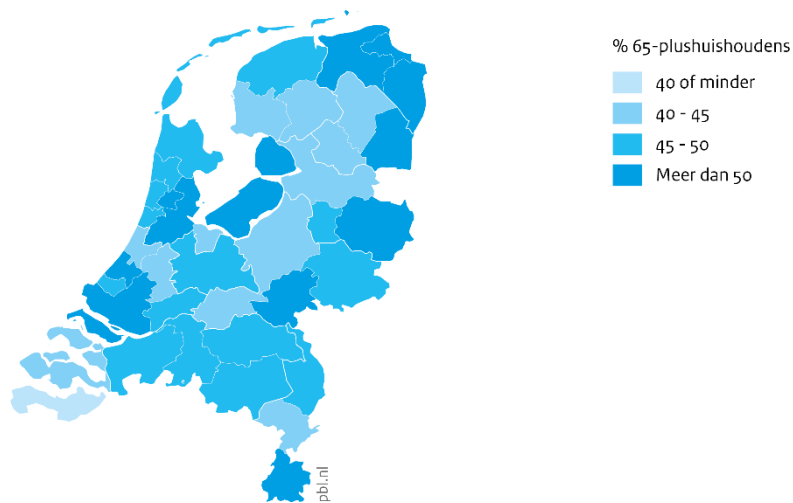 % 65-plushuishoudens
40 of minder
40 - 45
45 - 50
Meer dan 50
pbl.nl